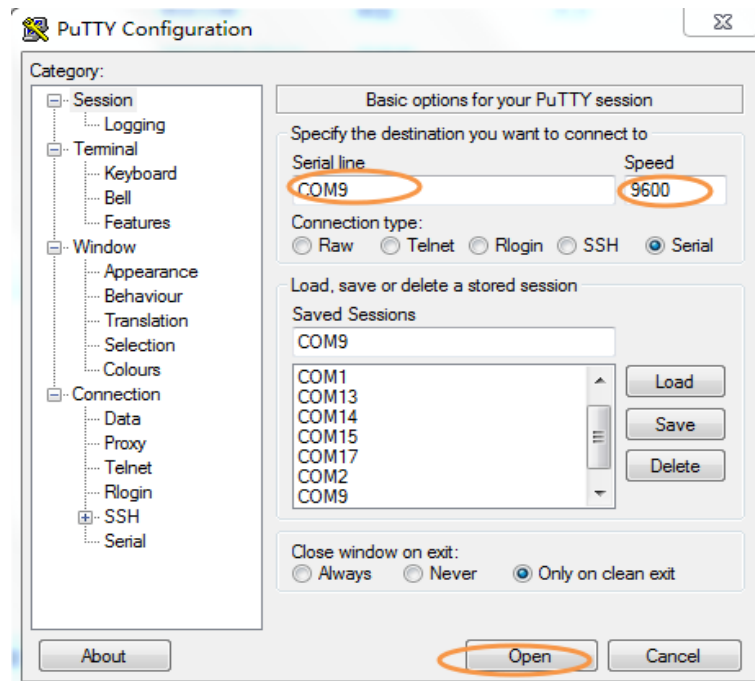 PuTTY Configuration
Category:
Session
Logging
Terminal
Keyboard
Bell
Features
Window
Appearance
Behaviour
Translation
Selection
Colours
Connection
Data
Proxy
Telnet
Rlogin
SSH
Serial
Basic options for your PuTTY session
Specify the destination you want to connect to
Serial line Speed
COM9 9600
Connection type:
Raw Telnet Rlogin SSH Serial
Load, save or delete a stored session
Saved Sessions
COM9
COM1
COM13
COM14
COM15
COM17
COM2
COM9
Load
Save
Delete
Close window on exit:
Always Never Only on clean exit
About Open Cancel